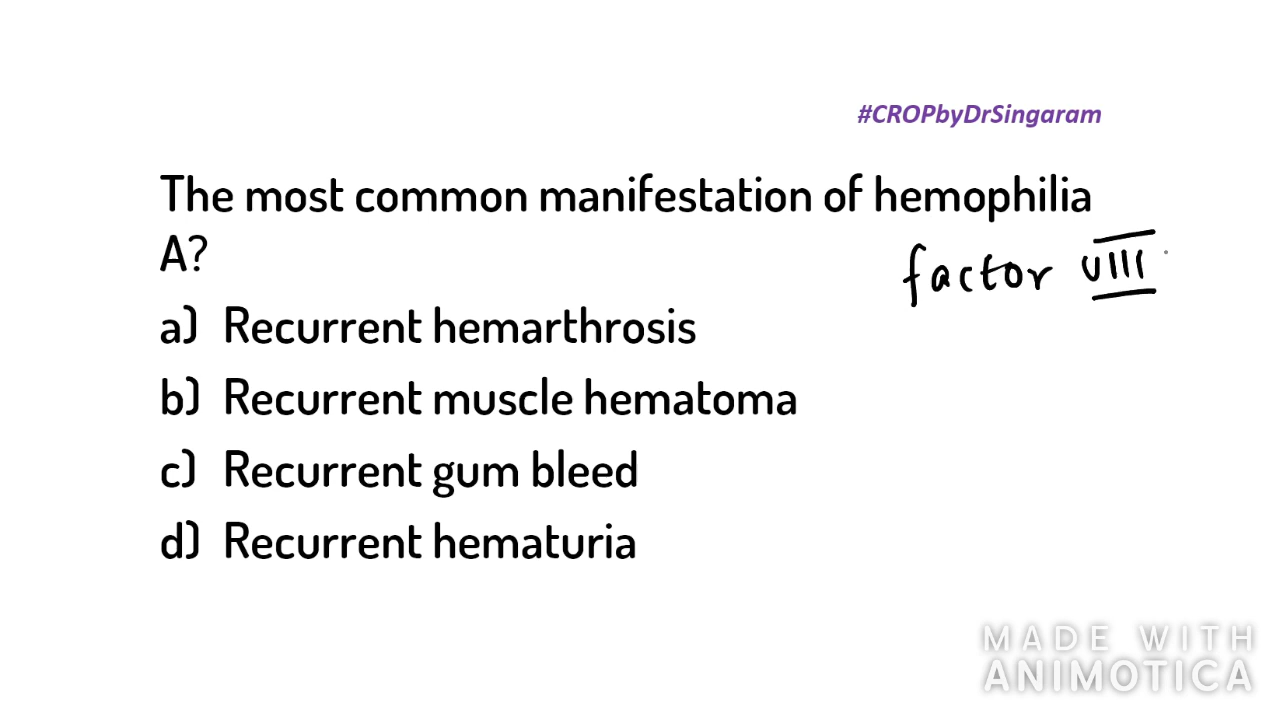 #CROPbyDrSingaram
The most common manifestation of hemophilia
A?
factor VIII
a) Recurrent hemarthrosis
b) Recurrent muscle hematoma
c) Recurrent gum bleed
d) Recurrent hematuria
MADE WITH
ANIMOTICA